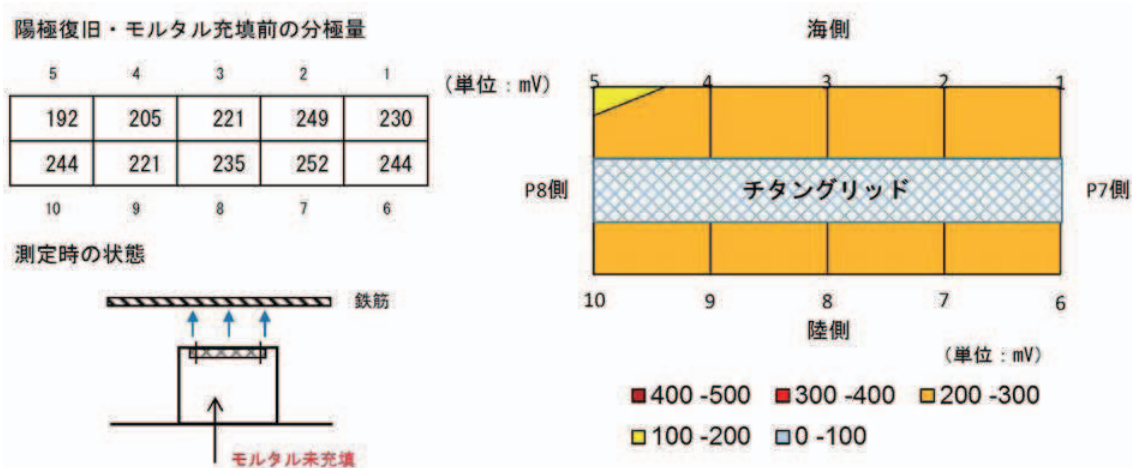 陽極復旧・モルタル充填前の分極量
5 4 3 2 1 (単位:mV)
192 205 221 249 230
244 221 235 252 244
10 9 8 7 6
測定時の状態
鉄筋
モルタル未充填
海側
5 4 3 2 1
P8側 チタングリッド P7側
10 9 8 7 6
陸側
(単位:mV)
400 -500 300 -400 200 -300
100 -200 0 -100